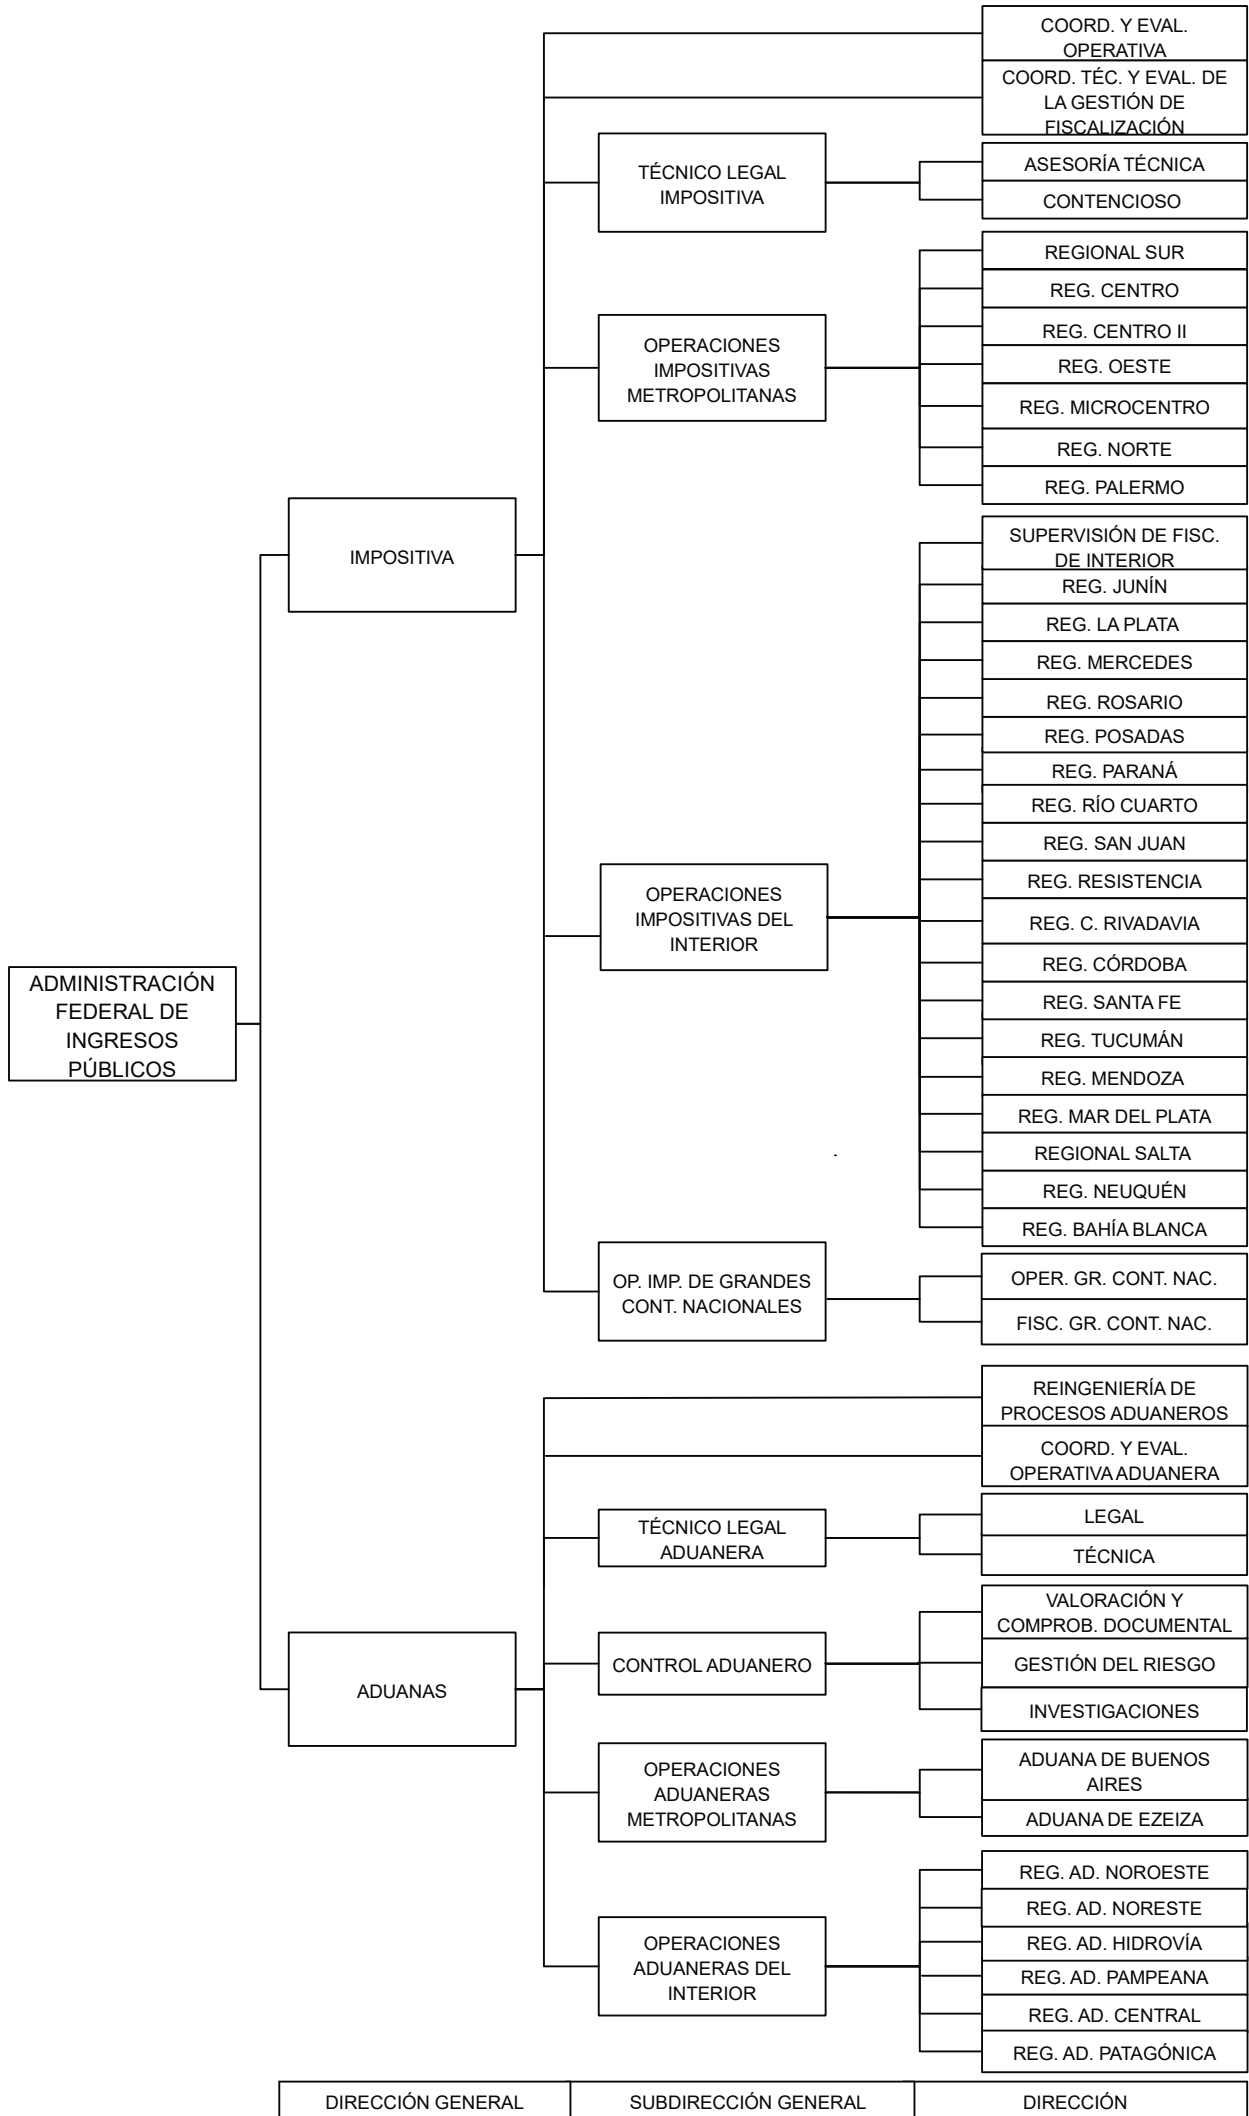 COORD. Y EVAL.
OPERATIVA
COORD. TÉC. Y EVAL. DE
LA GESTIÓN DE
FISCALIZACIÓN
TÉCNICO LEGAL
IMPOSITIVA
ASESORÍA TÉCNICA
CONTENCIOSO
OPERACIONES
IMPOSITIVAS
METROPOLITANAS
REGIONAL SUR
REG. CENTRO
REG. CENTRO II
REG. OESTE
REG. MICROCENTRO
REG. NORTE
REG. PALERMO
IMPOSITIVA
SUPERVISIÓN DE FISC.
DE INTERIOR
REG. JUNÍN
REG. LA PLATA
REG. MERCEDES
REG. ROSARIO
REG. POSADAS
REG. PARANÁ
REG. RÍO CUARTO
REG. SAN JUAN
REG. RESISTENCIA
REG. C. RIVADAVIA
REG. CÓRDOBA
REG. SANTA FE
REG. TUCUMÁN
REG. MENDOZA
REG. MAR DEL PLATA
REGIONAL SALTA
REG. NEUQUÉN
REG. BAHÍA BLANCA
OPERACIONES
IMPOSITIVAS DEL
INTERIOR
ADMINISTRACIÓN
FEDERAL DE
INGRESOS
PÚBLICOS
OP. IMP. DE GRANDES
CONT. NACIONALES
OPER. GR. CONT. NAC.
FISC. GR. CONT. NAC.
REINGENIERÍA DE
PROCESOS ADUANEROS
COORD. Y EVAL.
OPERATIVA ADUANERA
TÉCNICO LEGAL
ADUANERA
LEGAL
TÉCNICA
ADUANAS
CONTROL ADUANERO
VALORACIÓN Y
COMPROB. DOCUMENTAL
GESTIÓN DEL RIESGO
INVESTIGACIONES
OPERACIONES
ADUANERAS
METROPOLITANAS
ADUANA DE BUENOS
AIRES
ADUANA DE EZEIZA
OPERACIONES
ADUANERAS DEL
INTERIOR
REG. AD. NOROESTE
REG. AD. NORESTE
REG. AD. HIDROVÍA
REG. AD. PAMPEANA
REG. AD. CENTRAL
REG. AD. PATAGÓNICA
DIRECCIÓN GENERAL
SUBDIRECCIÓN GENERAL
DIRECCIÓN